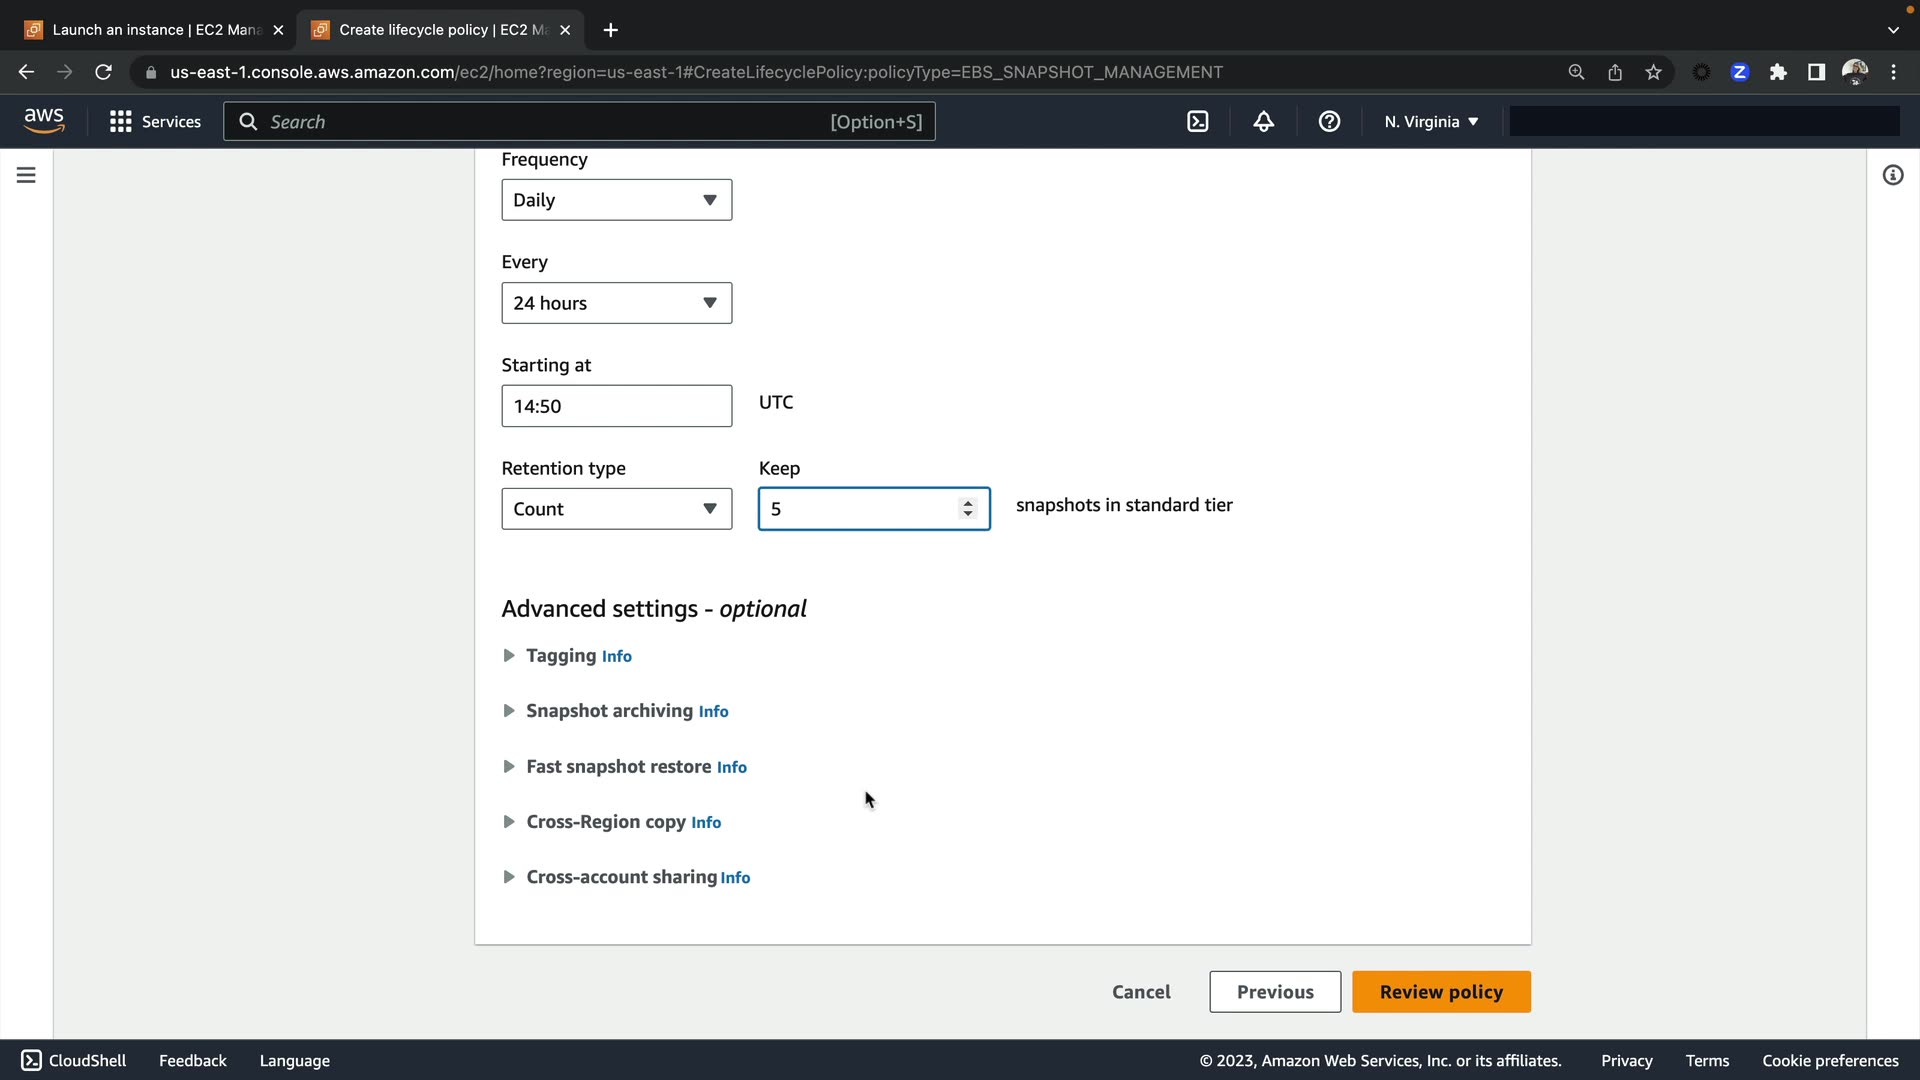 Launch an instance | EC2 Mana
Create lifecycle policy | EC2 Ma
us-east-1.console.aws.amazon.com/ec2/home?region=us-east-1#CreateLifecyclePolicy:policyType=EBS_SNAPSHOT_MANAGEMENT
Z
aws
Services
Search
[Option+S]
N. Virginia
Frequency
Daily
Every
24 hours
Starting at
14:50
UTC
Retention type
Keep
Count
5
snapshots in standard tier
Advanced settings - optional
Tagging Info
Snapshot archiving Info
Fast snapshot restore Info
Cross-Region copy Info
Cross-account sharing Info
Cancel
Previous
Review policy
CloudShell
Feedback
Language
© 2023, Amazon Web Services, Inc. or its affiliates.
Privacy
Terms
Cookie preferences